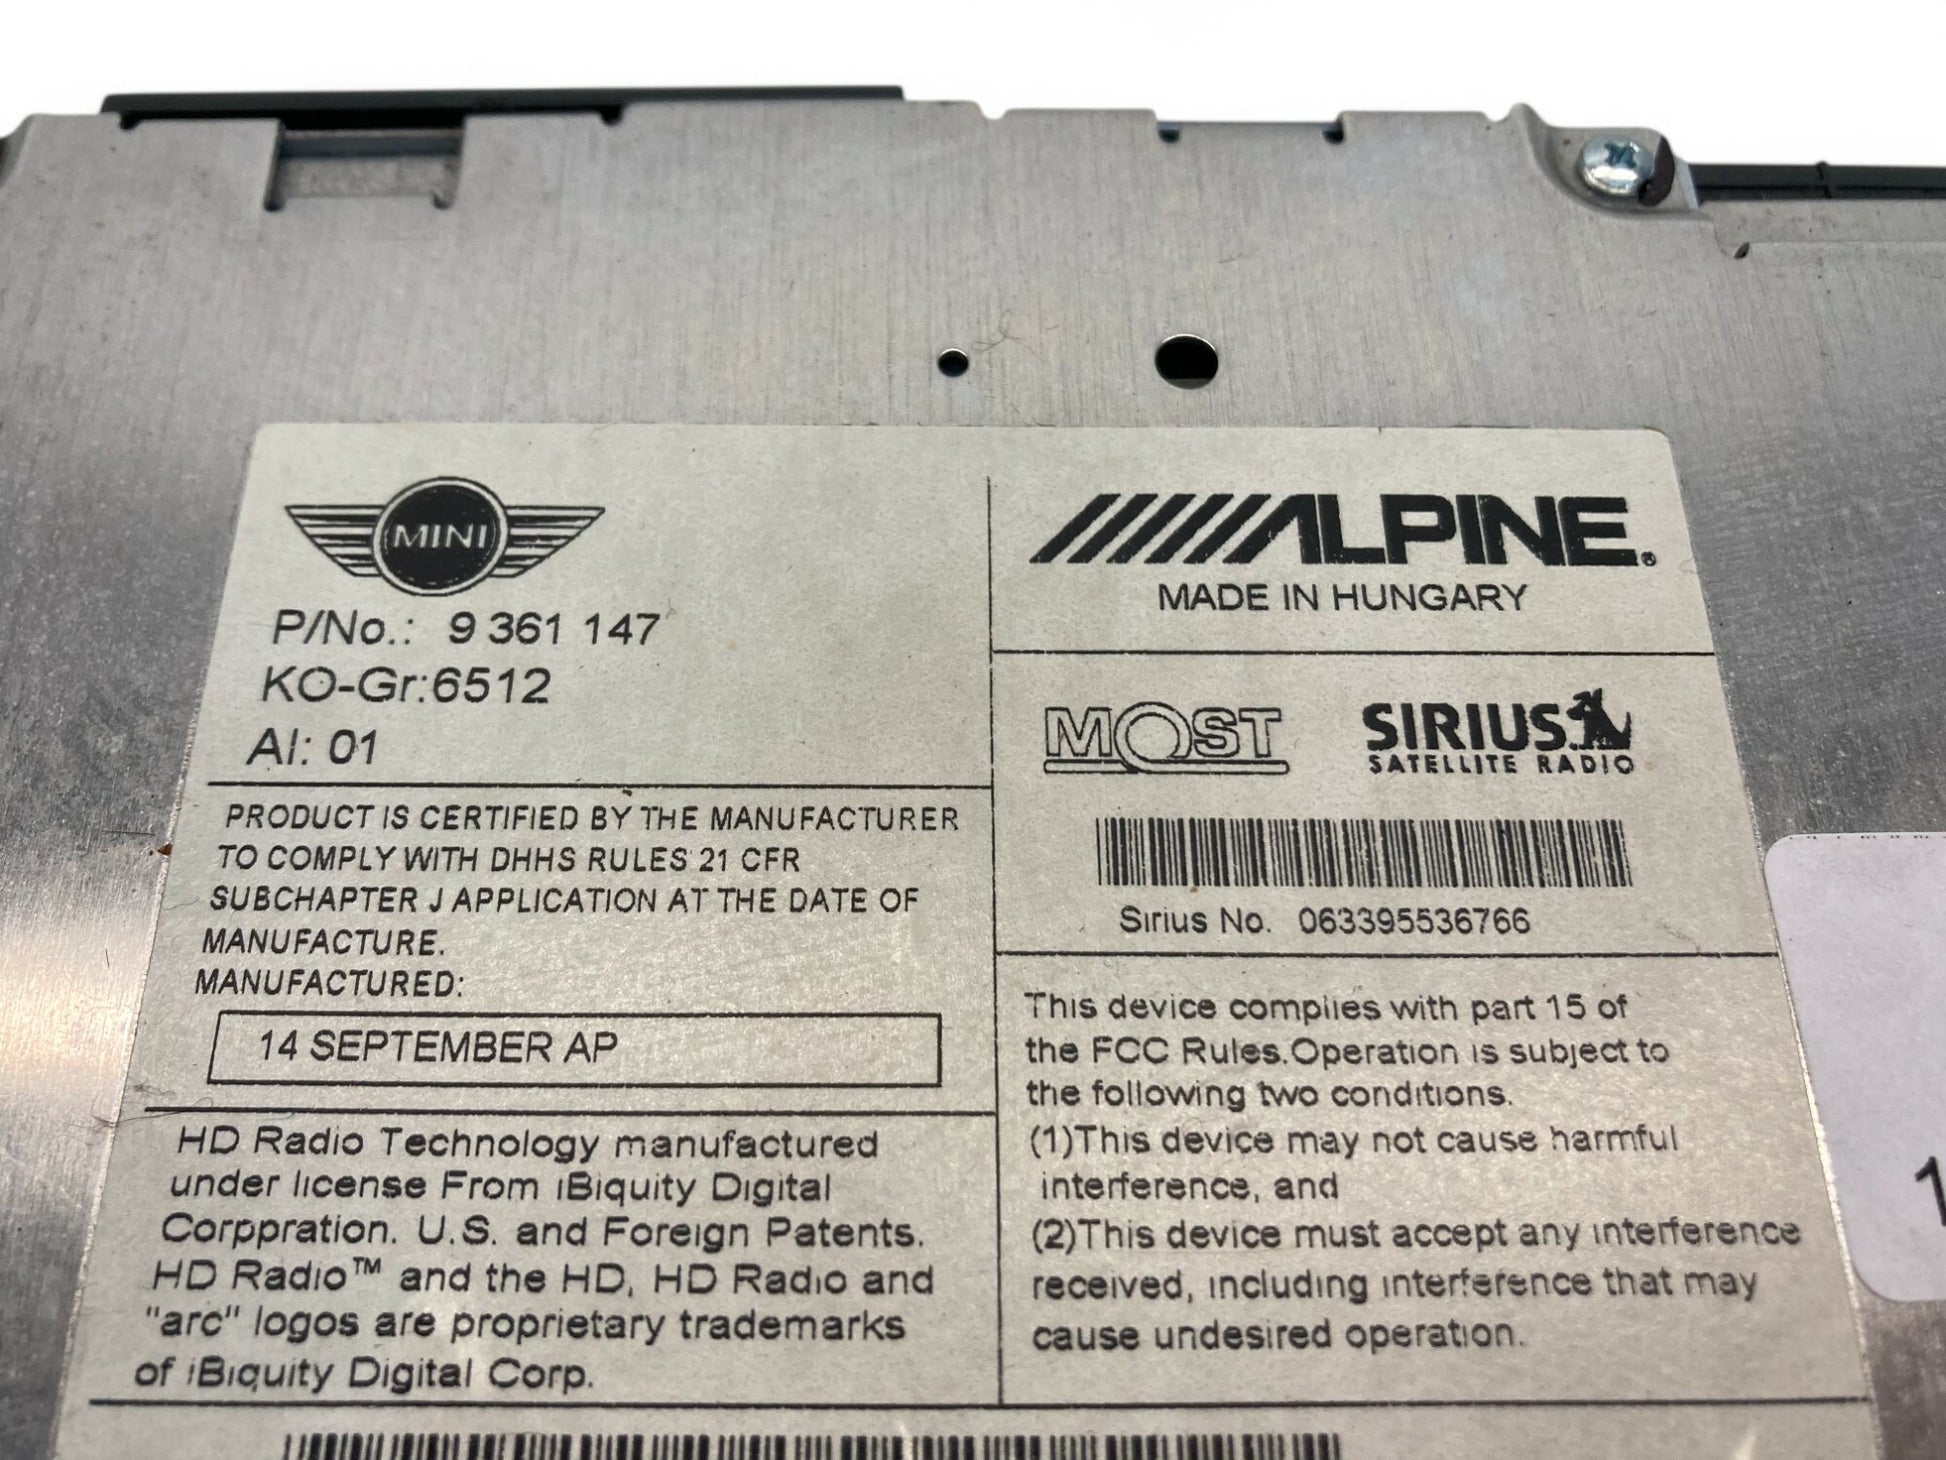 MINI
P/No.: 9 361 147
KO-Gr:6512
AI: 01
PRODUCT IS CERTIFIED BY THE MANUFACTURER
TO COMPLY WITH DHHS RULES 21 CFR
SUBCHAPTER J APPLICATION AT THE DATE OF
MANUFACTURE.
MANUFACTURED:
14 SEPTEMBER AP
HD Radio Technology manufactured
under license From iBiquity Digital
Corppration. U.S. and Foreign Patents.
HD Radio™ and the HD, HD Radio and
"arc" logos are proprietary trademarks
of iBiquity Digital Corp.
ALPINE®
MADE IN HUNGARY
MOST
SIRIUS
SATELLITE RADIO
Sirius No. 063395536766
This device complies with part 15 of
the FCC Rules.Operation is subject to
the following two conditions.
(1)This device may not cause harmful
interference, and
(2)This device must accept any interference
received, including interference that may
cause undesired operation.
1